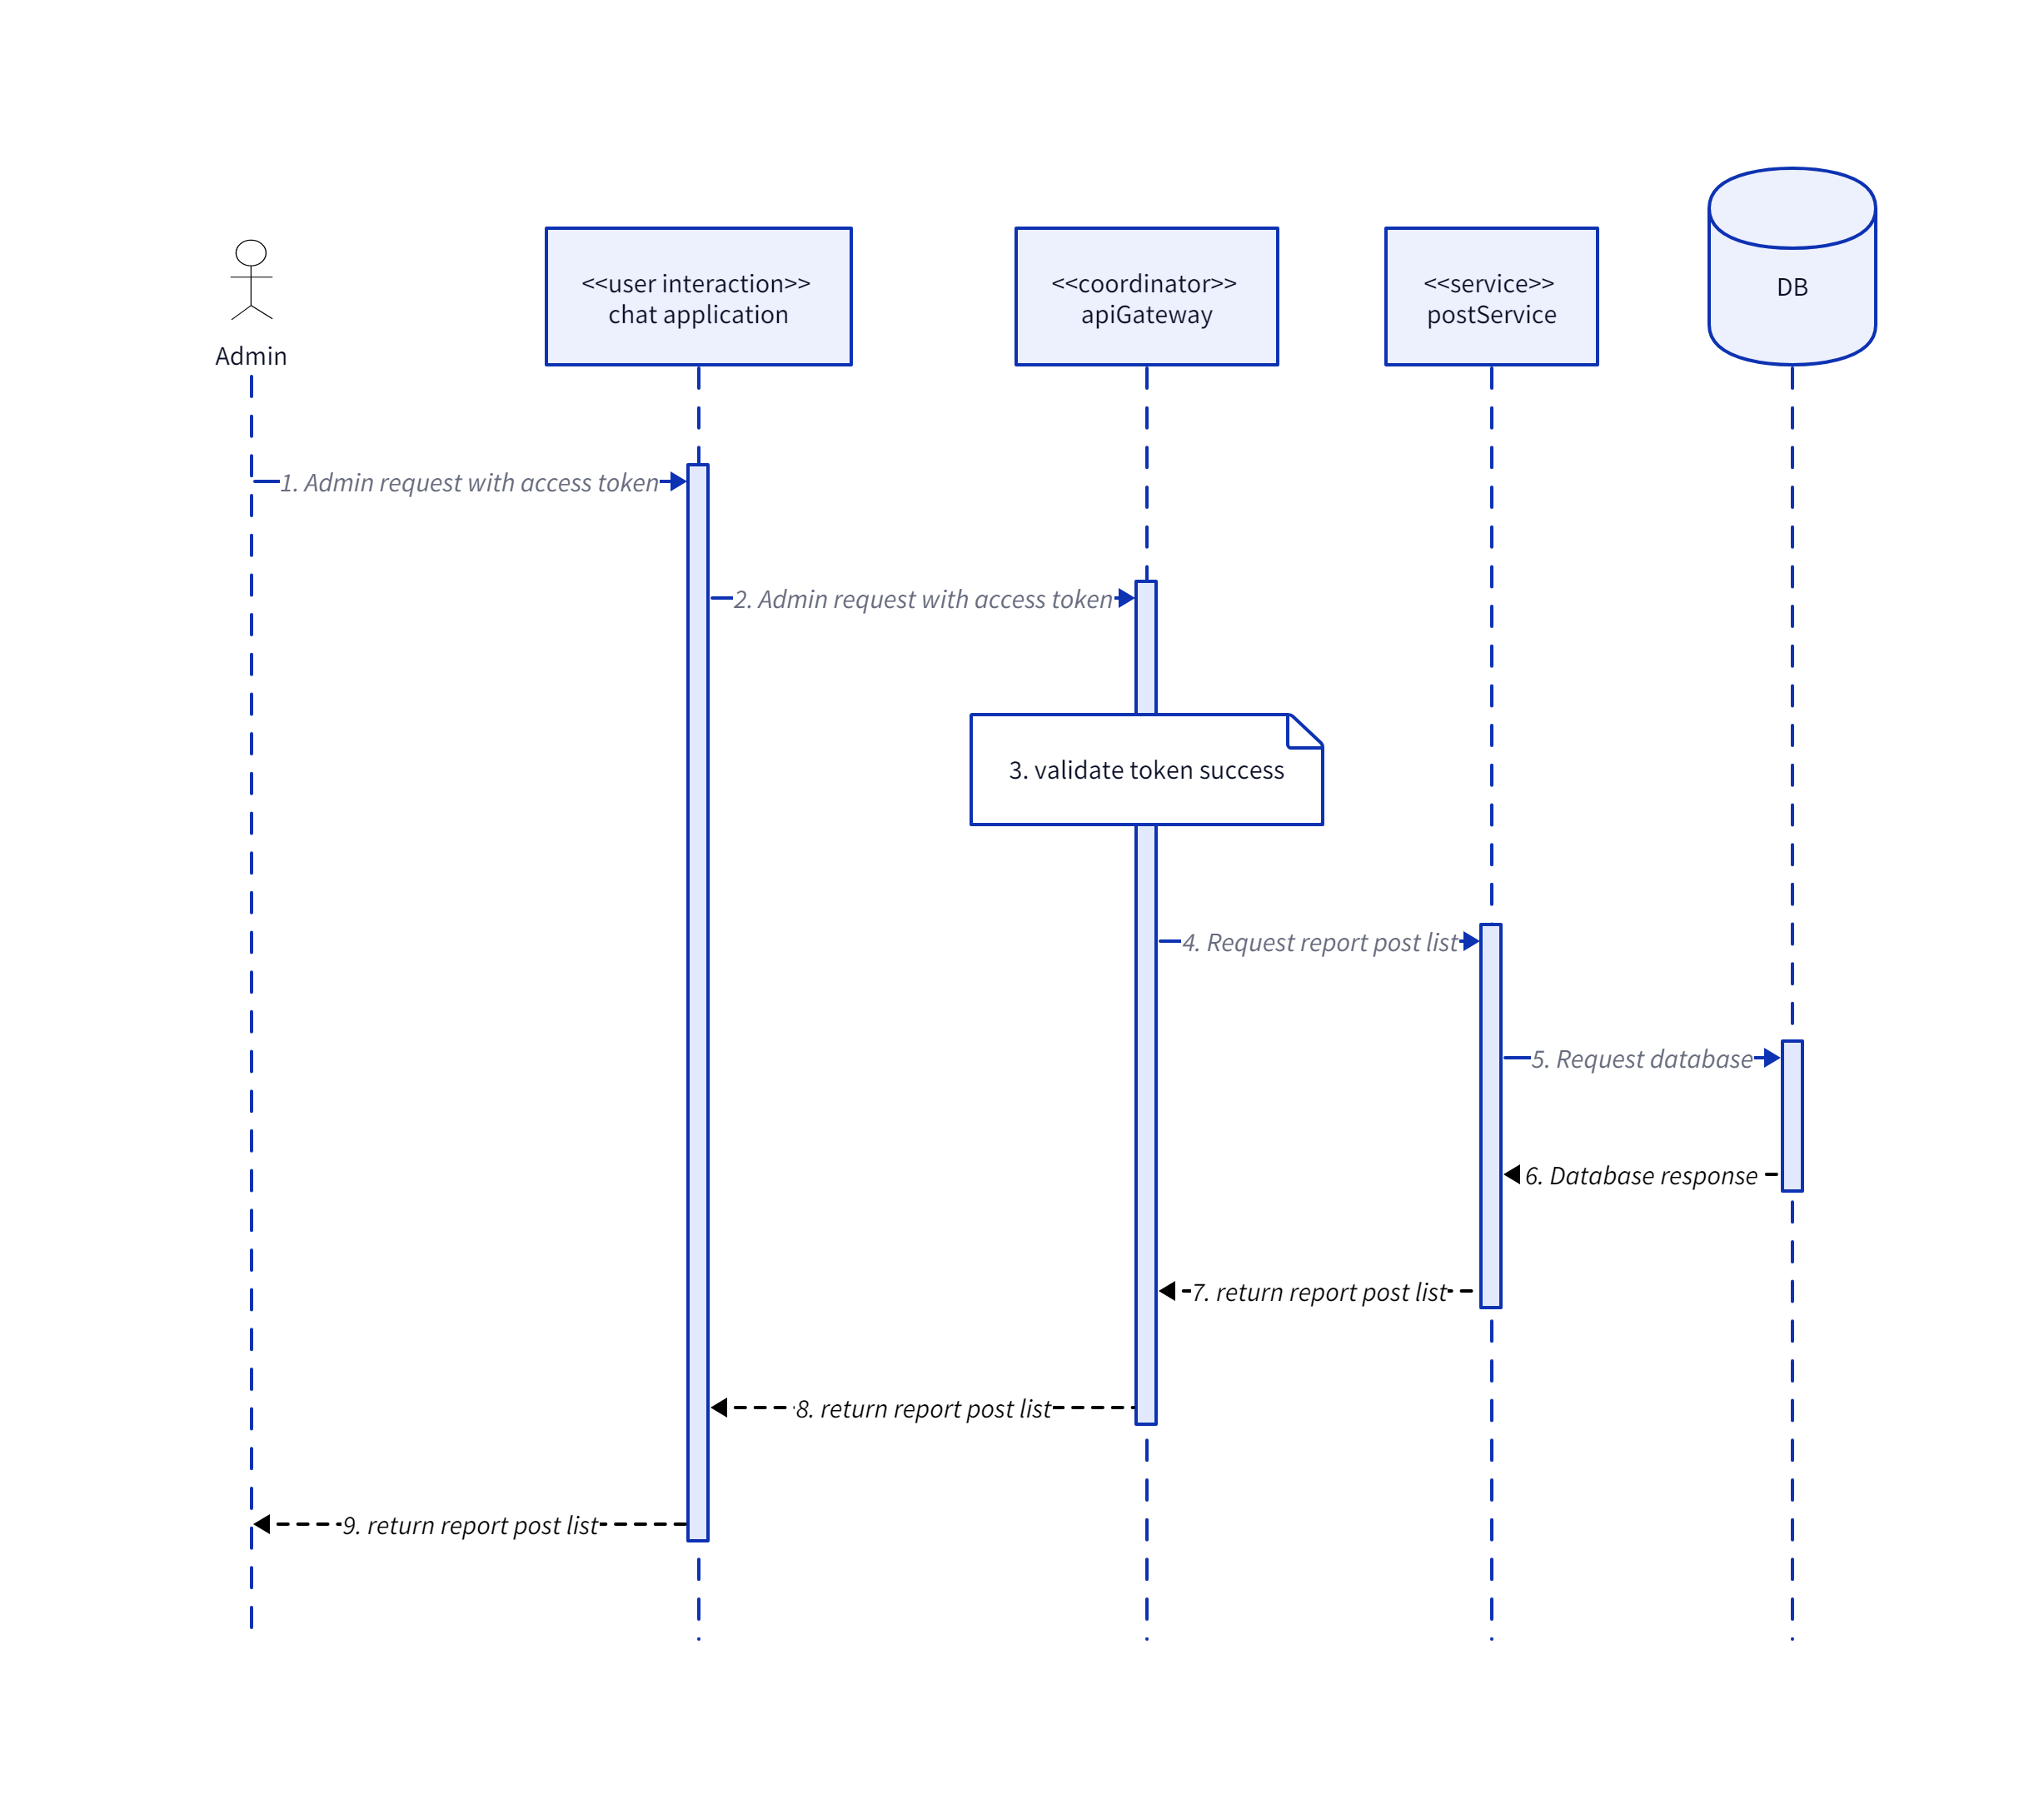 Admin
<<user interaction>>
chat application
<<coordinator>>
apiGateway
<<service>>
postService
DB
1. Admin request with access token
2. Admin request with access token
3. validate token success
4. Request report post list
5. Request database
6. Database response
7. return report post list
8. return report post list
9. return report post list